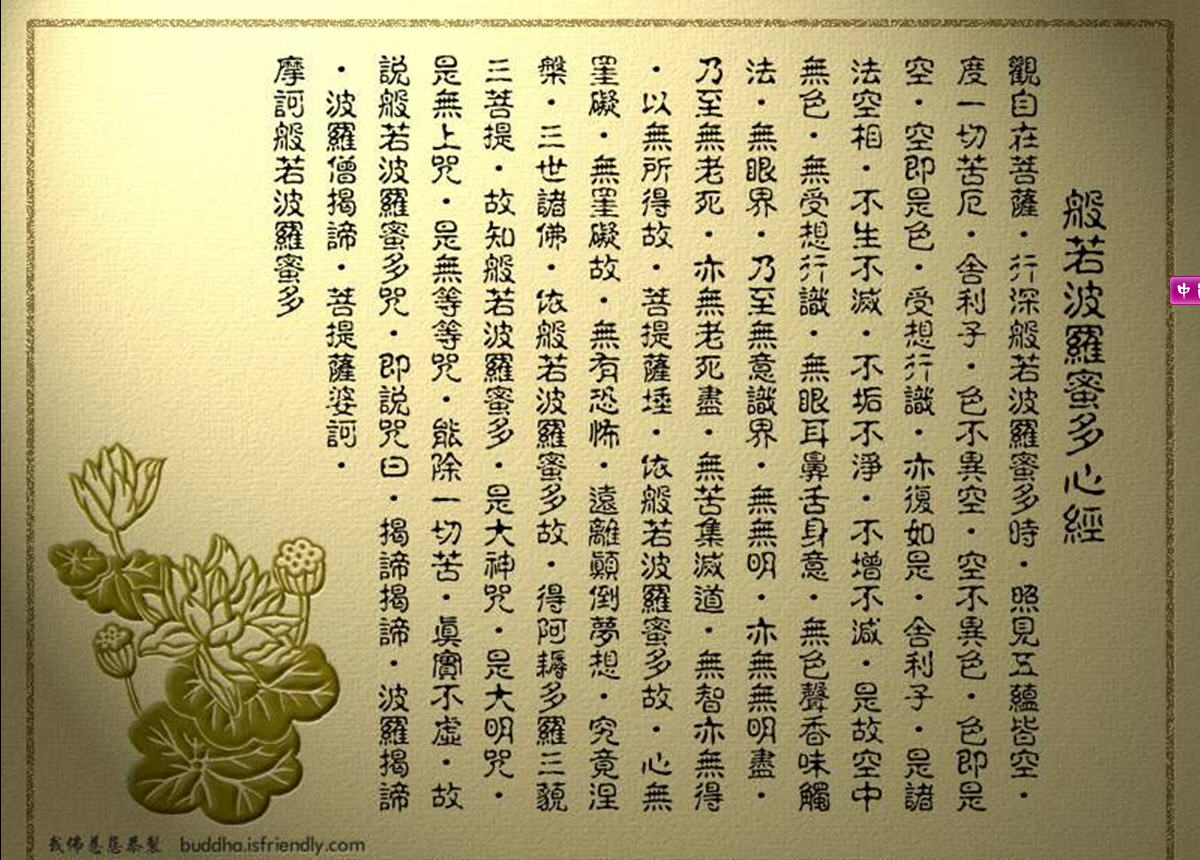 般若波羅蜜多心經
觀自在菩薩・行深般若波羅蜜多時・照見五蘊皆空・
度一切苦厄・舍利子・色不異空・空不異色・色即是
空・空即是色・受想行識・亦復如是・舍利子・是諸
法空相・不生不滅・不垢不淨・不增不減・是故空中
無色・無受想行識・無眼耳鼻舌身意・無色聲香味觸
法・無眼界・乃至無意識界・無無明・亦無無明盡・
乃至無老死・亦無老死盡・無苦集滅道・無智亦無得
・以無所得故・菩提薩埵・依般若波羅蜜多故・心無
罣礙・無罣礙故・無有恐怖・遠離顛倒夢想・究竟涅
槃・三世諸佛・依般若波羅蜜多故・得阿耨多羅三藐
三菩提・故知般若波羅蜜多・是大神咒・是大明咒・
是無上咒・是無等等咒・能除一切苦・真實不虛・故
説般若波羅蜜多咒・即説咒曰・揭諦揭諦・波羅揭諦
・波羅僧揭諦・菩提薩婆訶・
摩訶般若波羅蜜多
我佛慈悲恭製 buddha.isfriendly.com
中